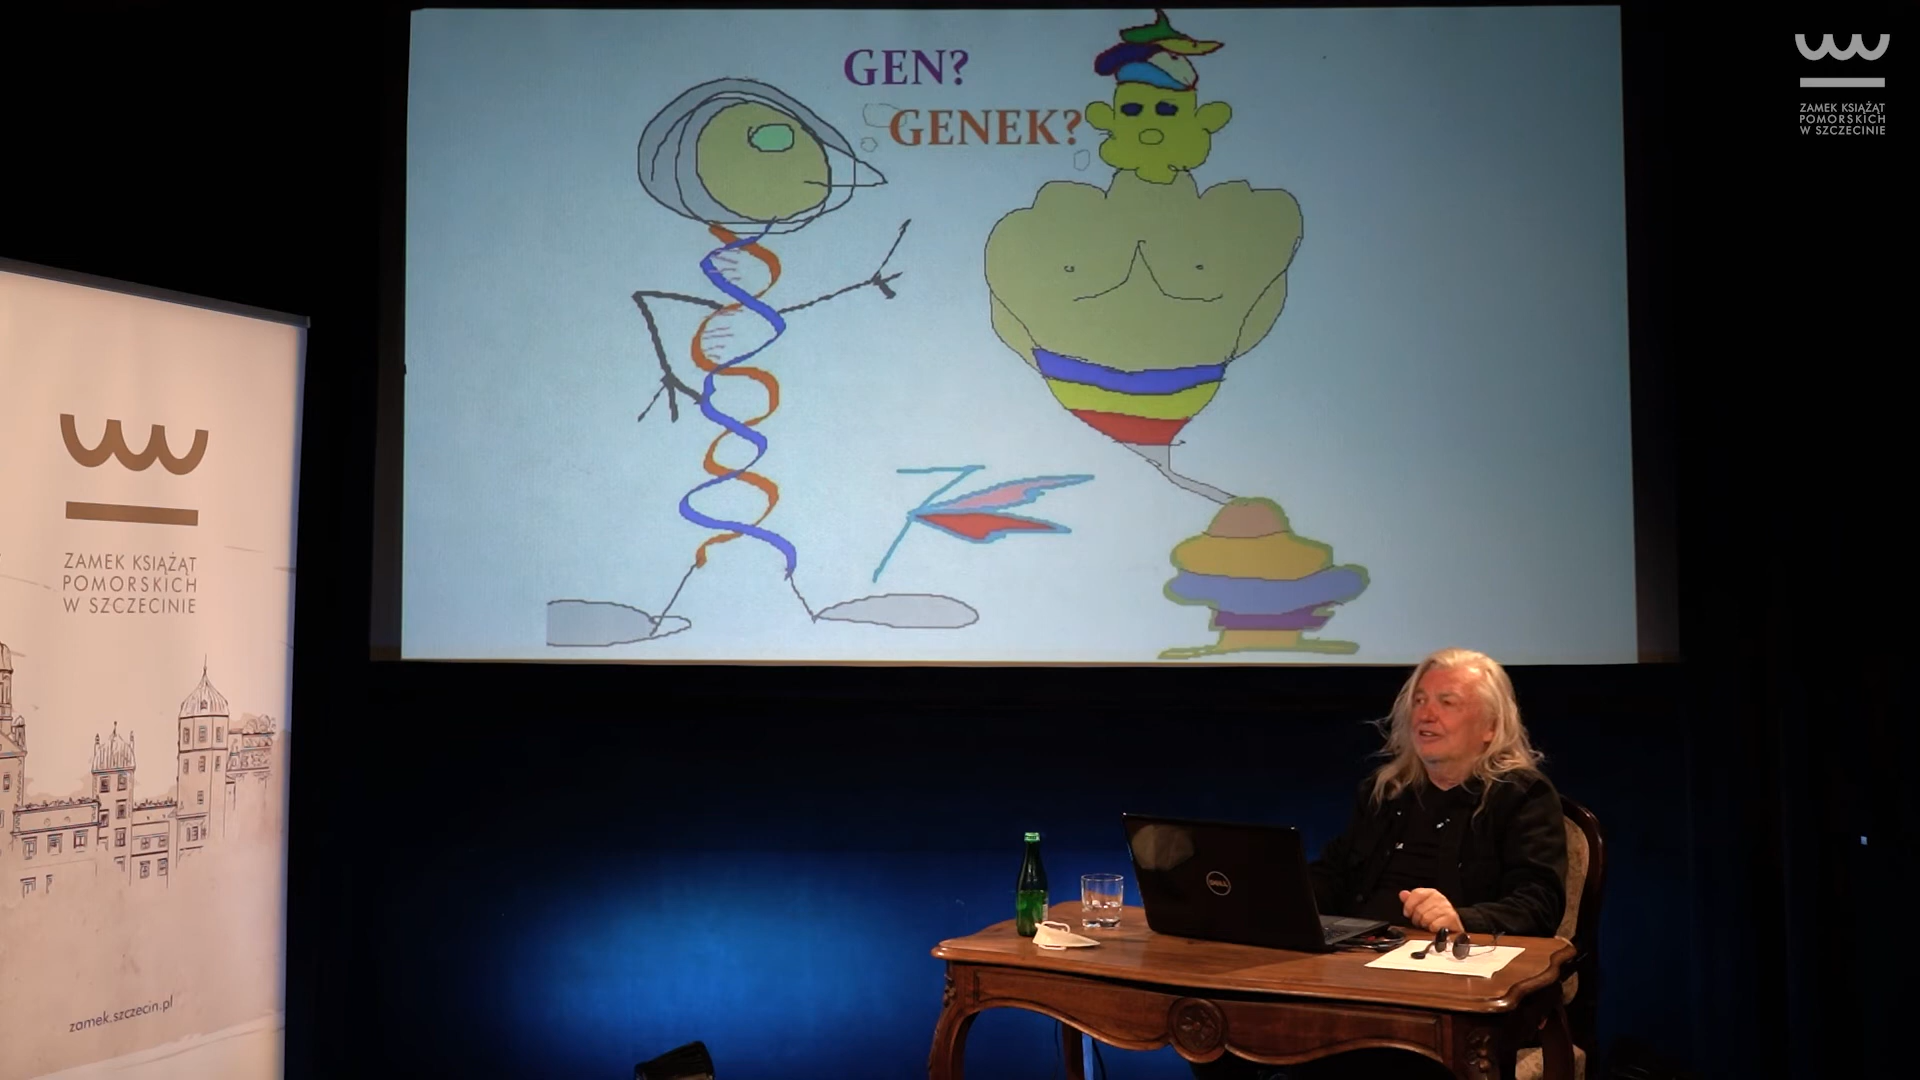 GEN?
GENEK?
ZAMEK KSIĄŻĄT
POMORSKICH
W SZCZECINIE
ZAMEK KSIĄŻĄT
POMORSKICH
W SZCZECINIE
zamek.szczecin.pl
DELL